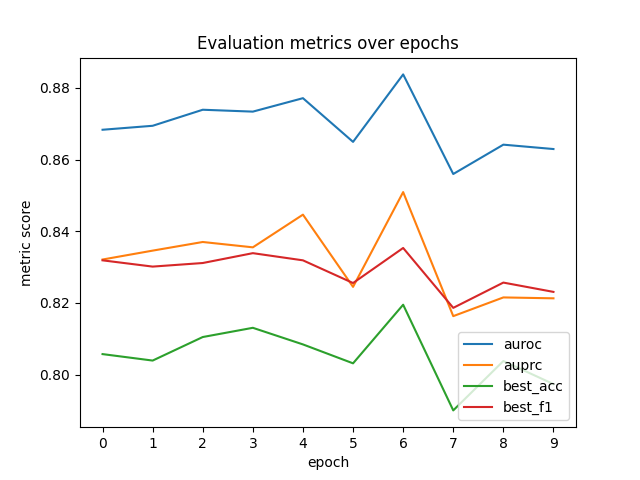 Evaluation metrics over epochs
metric score
0.88
0.86
0.84
0.82
0.80
auroc
auprc
best_acc
best_f1
0 1 2 3 4 5 6 7 8 9
epoch